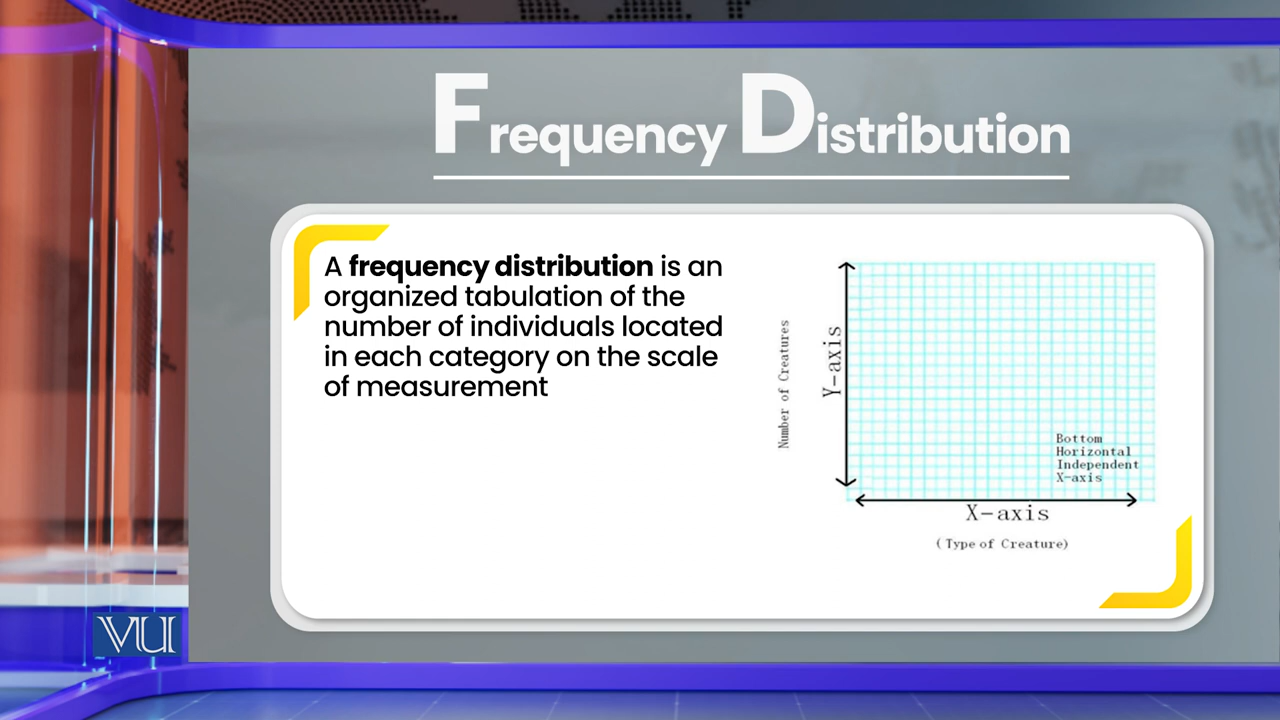 Frequency Distribution
A frequency distribution is an
organized tabulation of the
number of individuals located
in each category on the scale
of measurement
Number of Creatures
Y-axis
Bottom
Horizontal
Independent
X-axis
X-axis
(Type of Creature)
VU